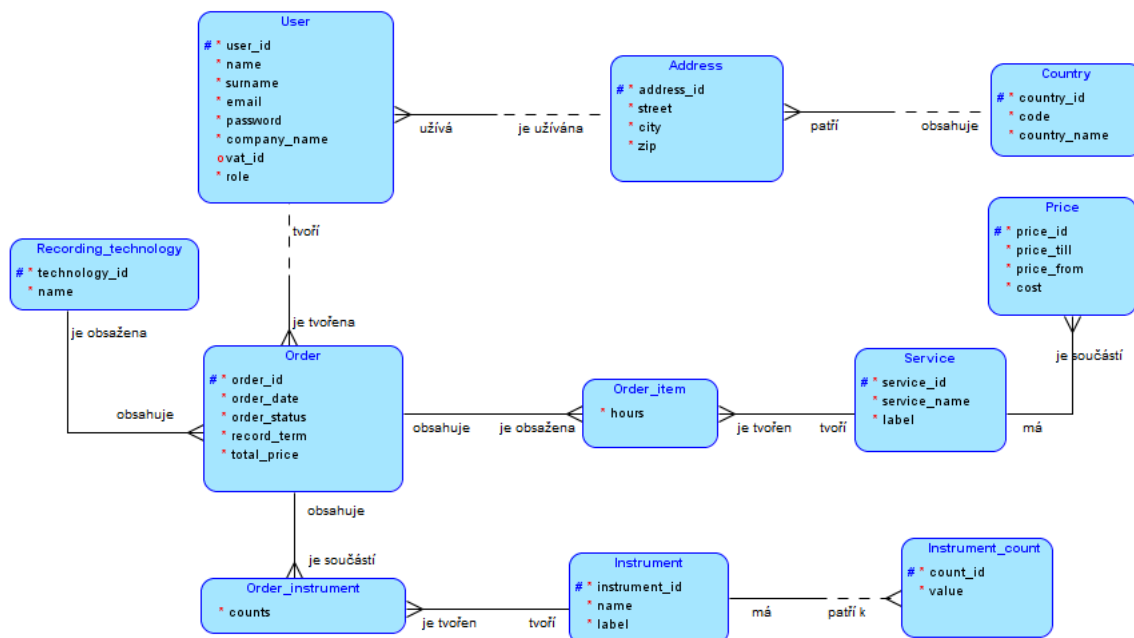 User
# * user_id
* name
* surname
* email
* password
* company_name
o vat_id
* role
užívá
je užívána
Address
# * address_id
* street
* city
* zip
patří
obsahuje
Country
# * country_id
* code
* country_name
tvoří
je tvořena
Recording_technology
# * technology_id
* name
je obsažena
obsahuje
Order
# * order_id
* order_date
* order_status
* record_term
* total_price
obsahuje
je obsažena
Order_item
* hours
je tvořen
tvoří
Service
# * service_id
* service_name
* label
má
je součástí
Price
# * price_id
* price_till
* price_from
* cost
obsahuje
je součástí
Order_instrument
* counts
je tvořen
tvoří
Instrument
# * instrument_id
* name
* label
má
patří k
Instrument_count
# * count_id
* value